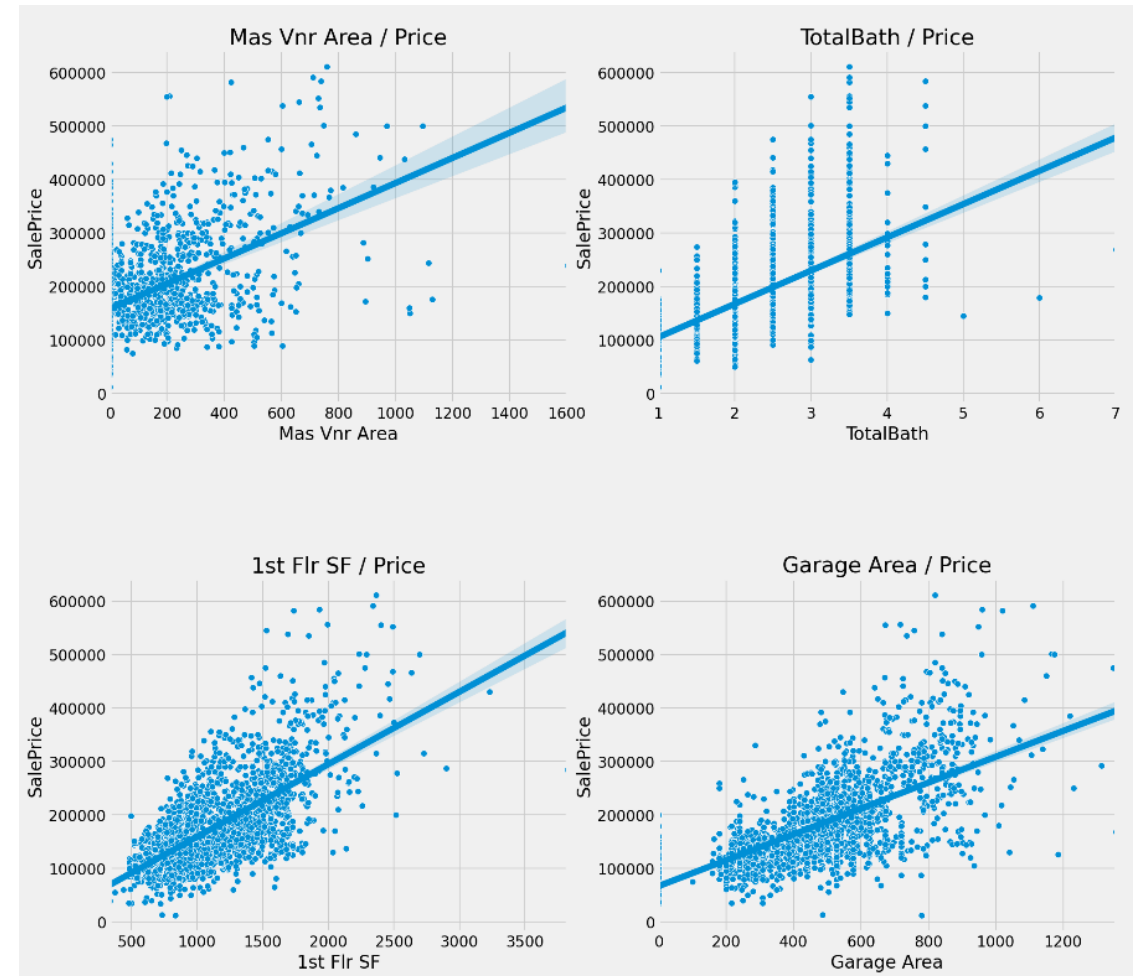 Mas Vnr Area / Price
600000
500000
400000
300000
200000
100000
0
SalePrice
0 200 400 600 800 1000 1200 1400 1600
Mas Vnr Area
TotalBath / Price
600000
500000
400000
300000
200000
100000
0
SalePrice
1 2 3 4 5 6 7
TotalBath
1st Flr SF / Price
600000
500000
400000
300000
200000
100000
0
SalePrice
500 1000 1500 2000 2500 3000 3500
1st Flr SF
Garage Area / Price
600000
500000
400000
300000
200000
100000
0
SalePrice
0 200 400 600 800 1000 1200
Garage Area